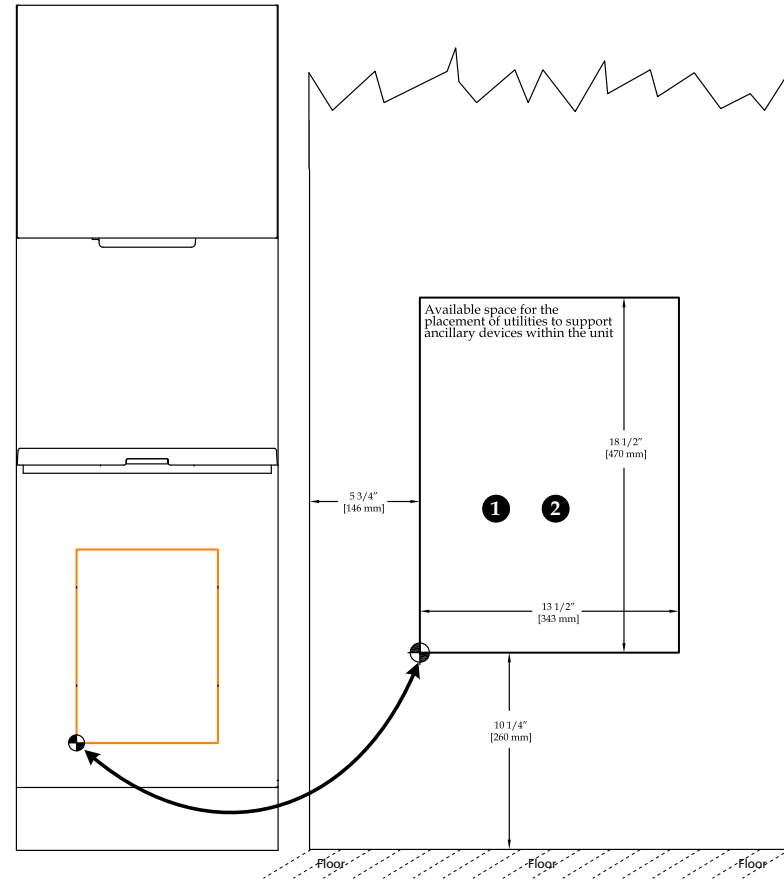 Available space for the
placement of utilities to support
ancillary devices within the unit
18 1/2”
[470 mm]
5 3/4”
[146 mm]
1
2
13 1/2”
[343 mm]
10 1/4”
[260 mm]
Floor
Floor
Floor